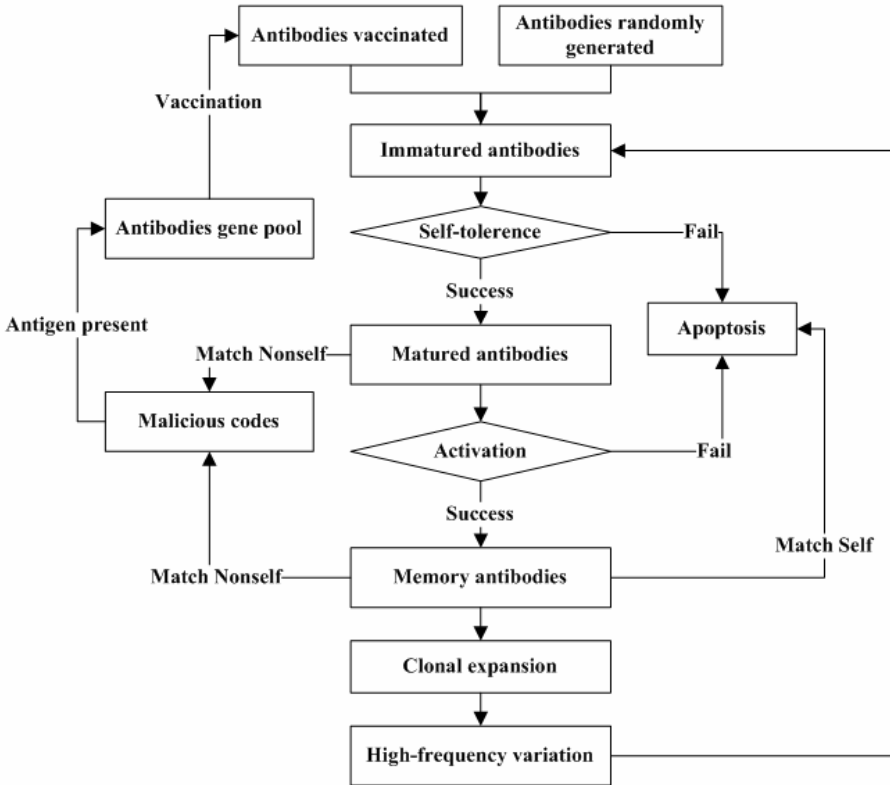 Antibodies vaccinated
Antibodies randomly
generated
Vaccination
Immatured antibodies
Antibodies gene pool
Self-tolerence
Fail
Success
Antigen present
Apoptosis
Match Nonself
Matured antibodies
Malicious codes
Activation
Fail
Success
Match Self
Match Nonself
Memory antibodies
Clonal expansion
High-frequency variation